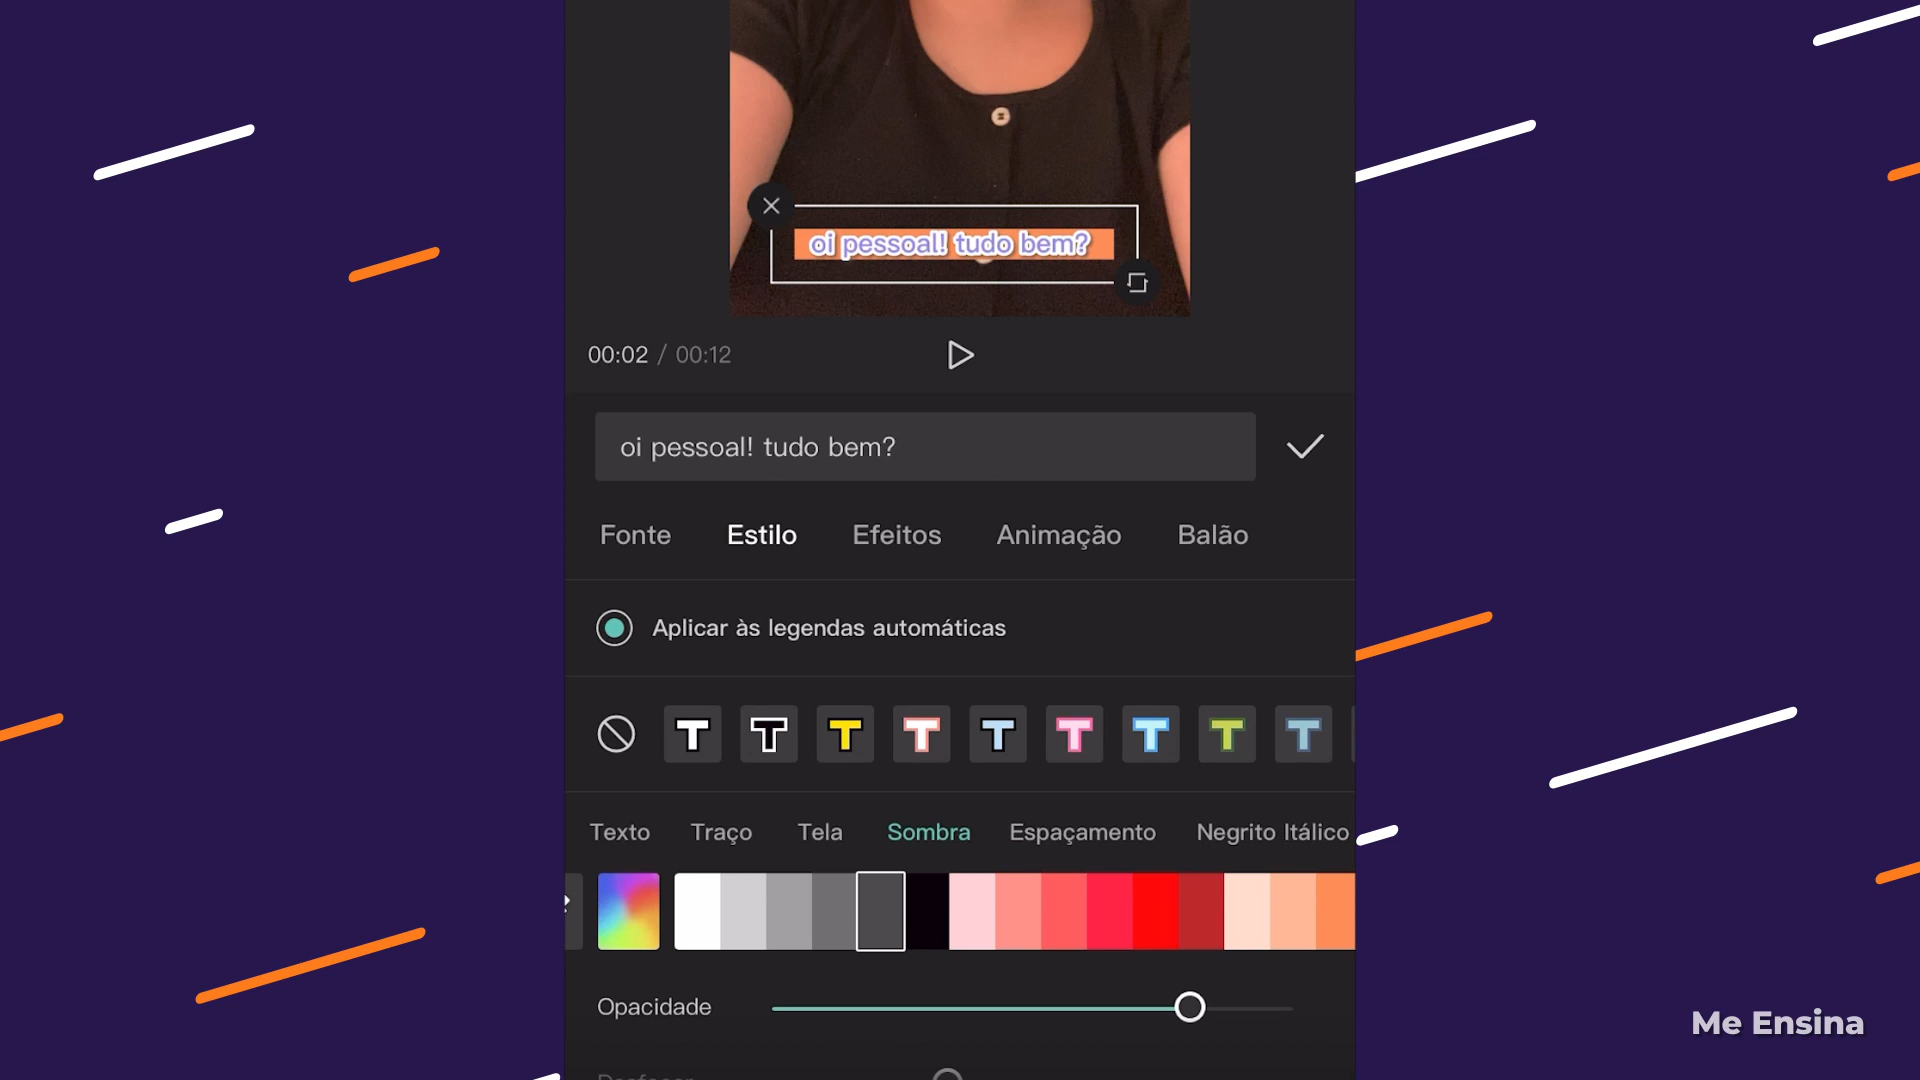 oi pessoal! tudo bem?
00:02 / 00:12
oi pessoal! tudo bem?
Fonte Estilo Efeitos Animação Balão
Aplicar às legendas automáticas
T T T T T T T T T
Texto Traço Tela Sombra Espaçamento Negrito Itálico
Opacidade
Me Ensina